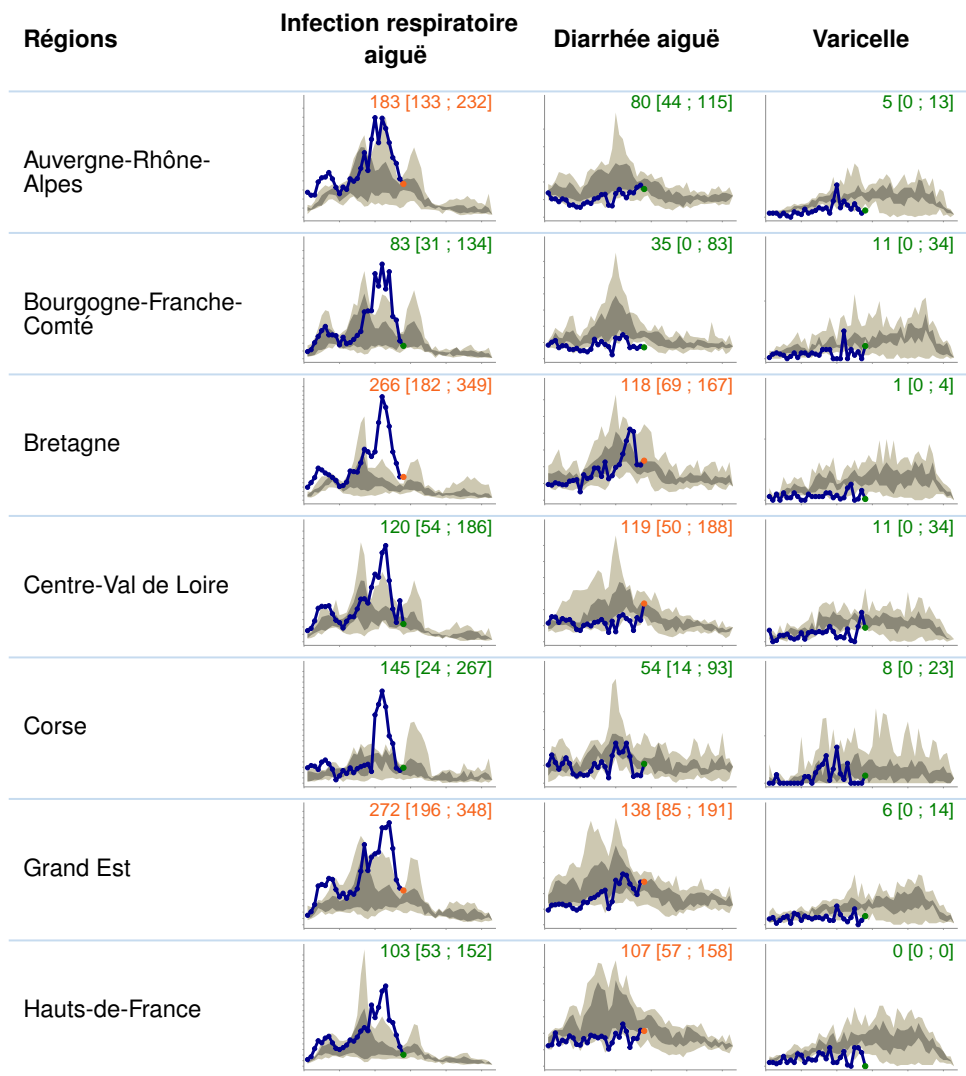 Régions
Infection respiratoire
aiguë
Diarrhée aiguë
Varicelle
183 [133 ; 232]
80 [44 ; 115]
5 [0 ; 13]
Auvergne-Rhône-
Alpes
83 [31 ; 134]
35 [0 ; 83]
11 [0 ; 34]
Bourgogne-Franche-
Comté
266 [182 ; 349]
118 [69 ; 167]
1 [0 ; 4]
Bretagne
120 [54 ; 186]
119 [50 ; 188]
11 [0 ; 34]
Centre-Val de Loire
145 [24 ; 267]
54 [14 ; 93]
8 [0 ; 23]
Corse
272 [196 ; 348]
138 [85 ; 191]
6 [0 ; 14]
Grand Est
103 [53 ; 152]
107 [57 ; 158]
0 [0 ; 0]
Hauts-de-France